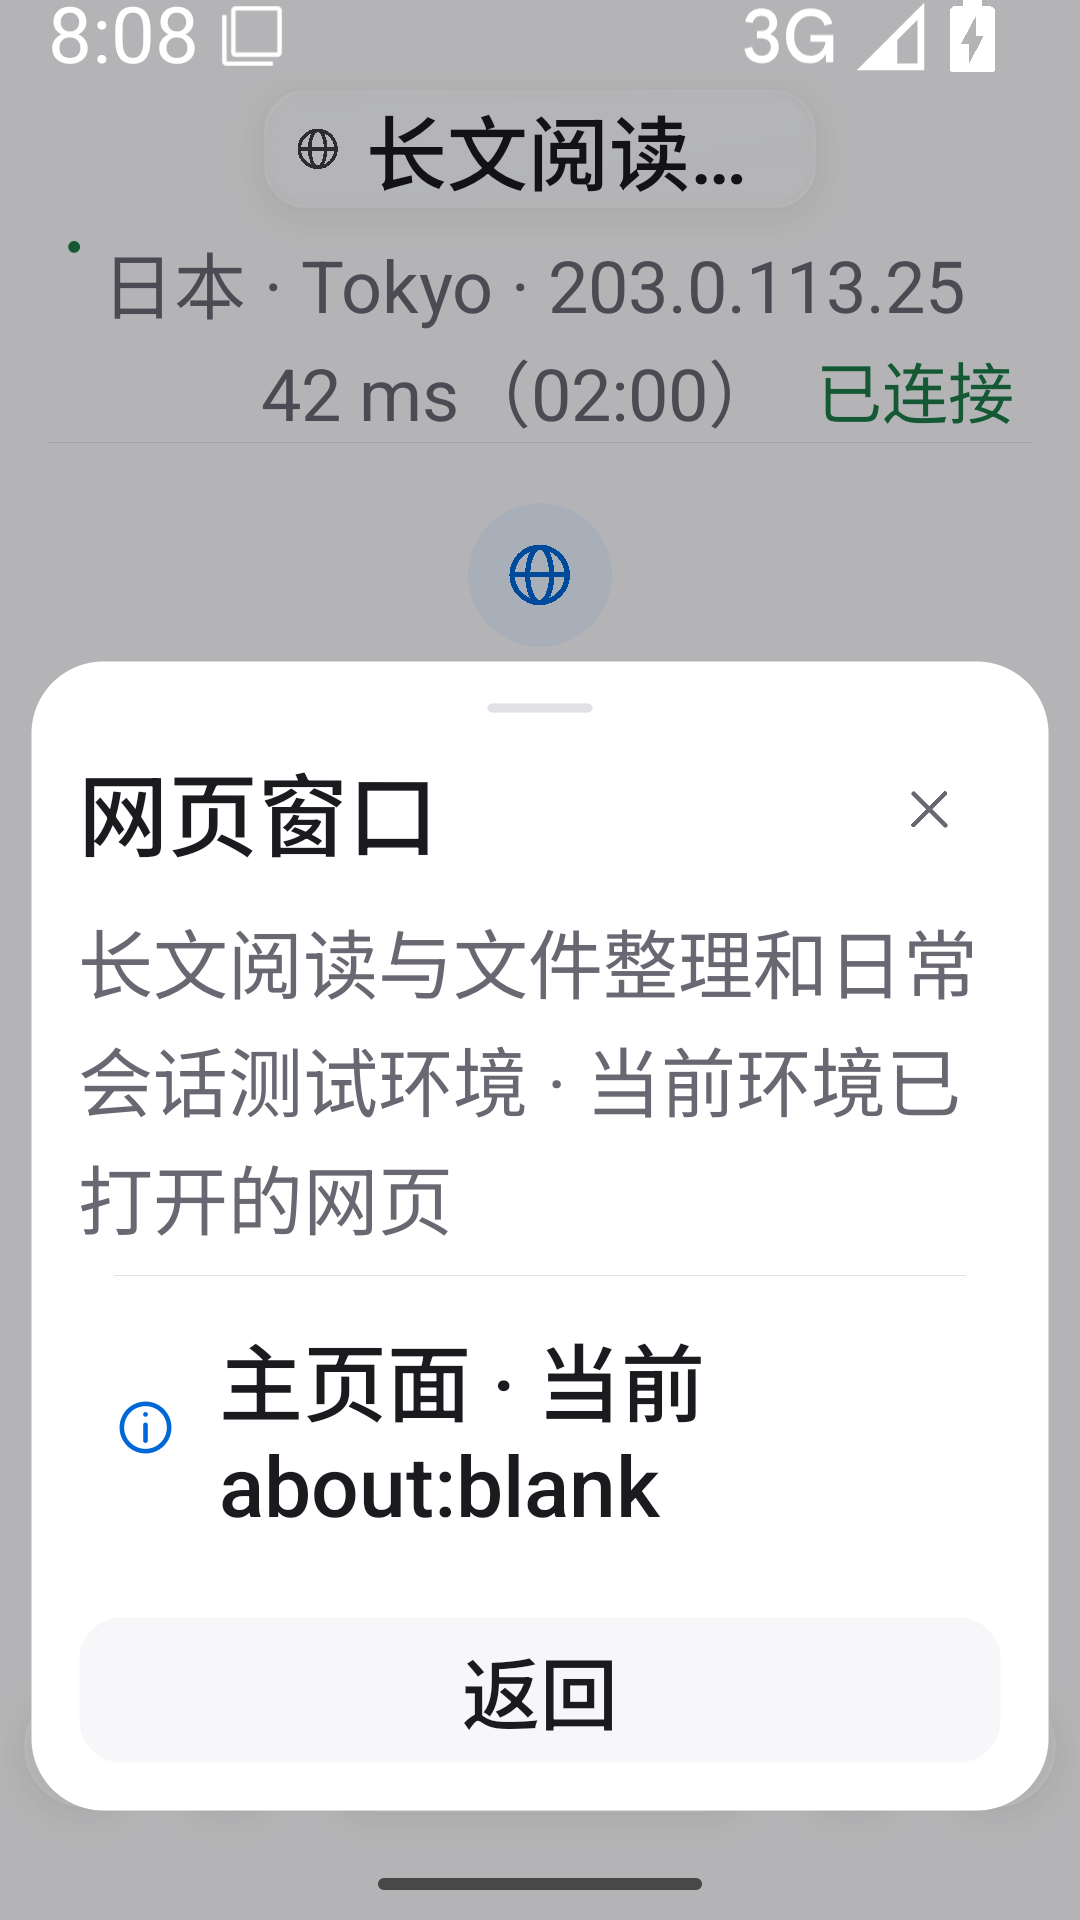 8:08 3G
长文阅读...
日本 · Tokyo · 203.0.113.25
42 ms（02:00） 已连接
网页窗口
长文阅读与文件整理和日常
会话测试环境 · 当前环境已
打开的网页
主页面 · 当前
about:blank
返回